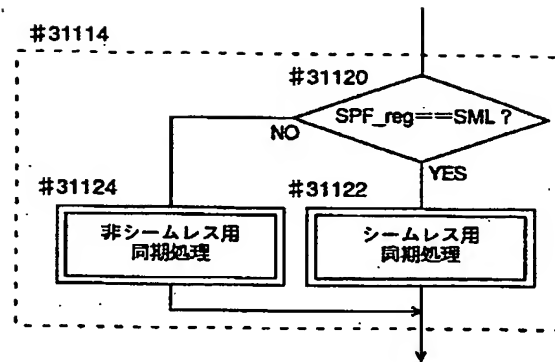 #31114
#31120
SPF_reg==SML?
NO
YES
#31124
#31122
非シームレス用
同期処理
シームレス用
同期処理